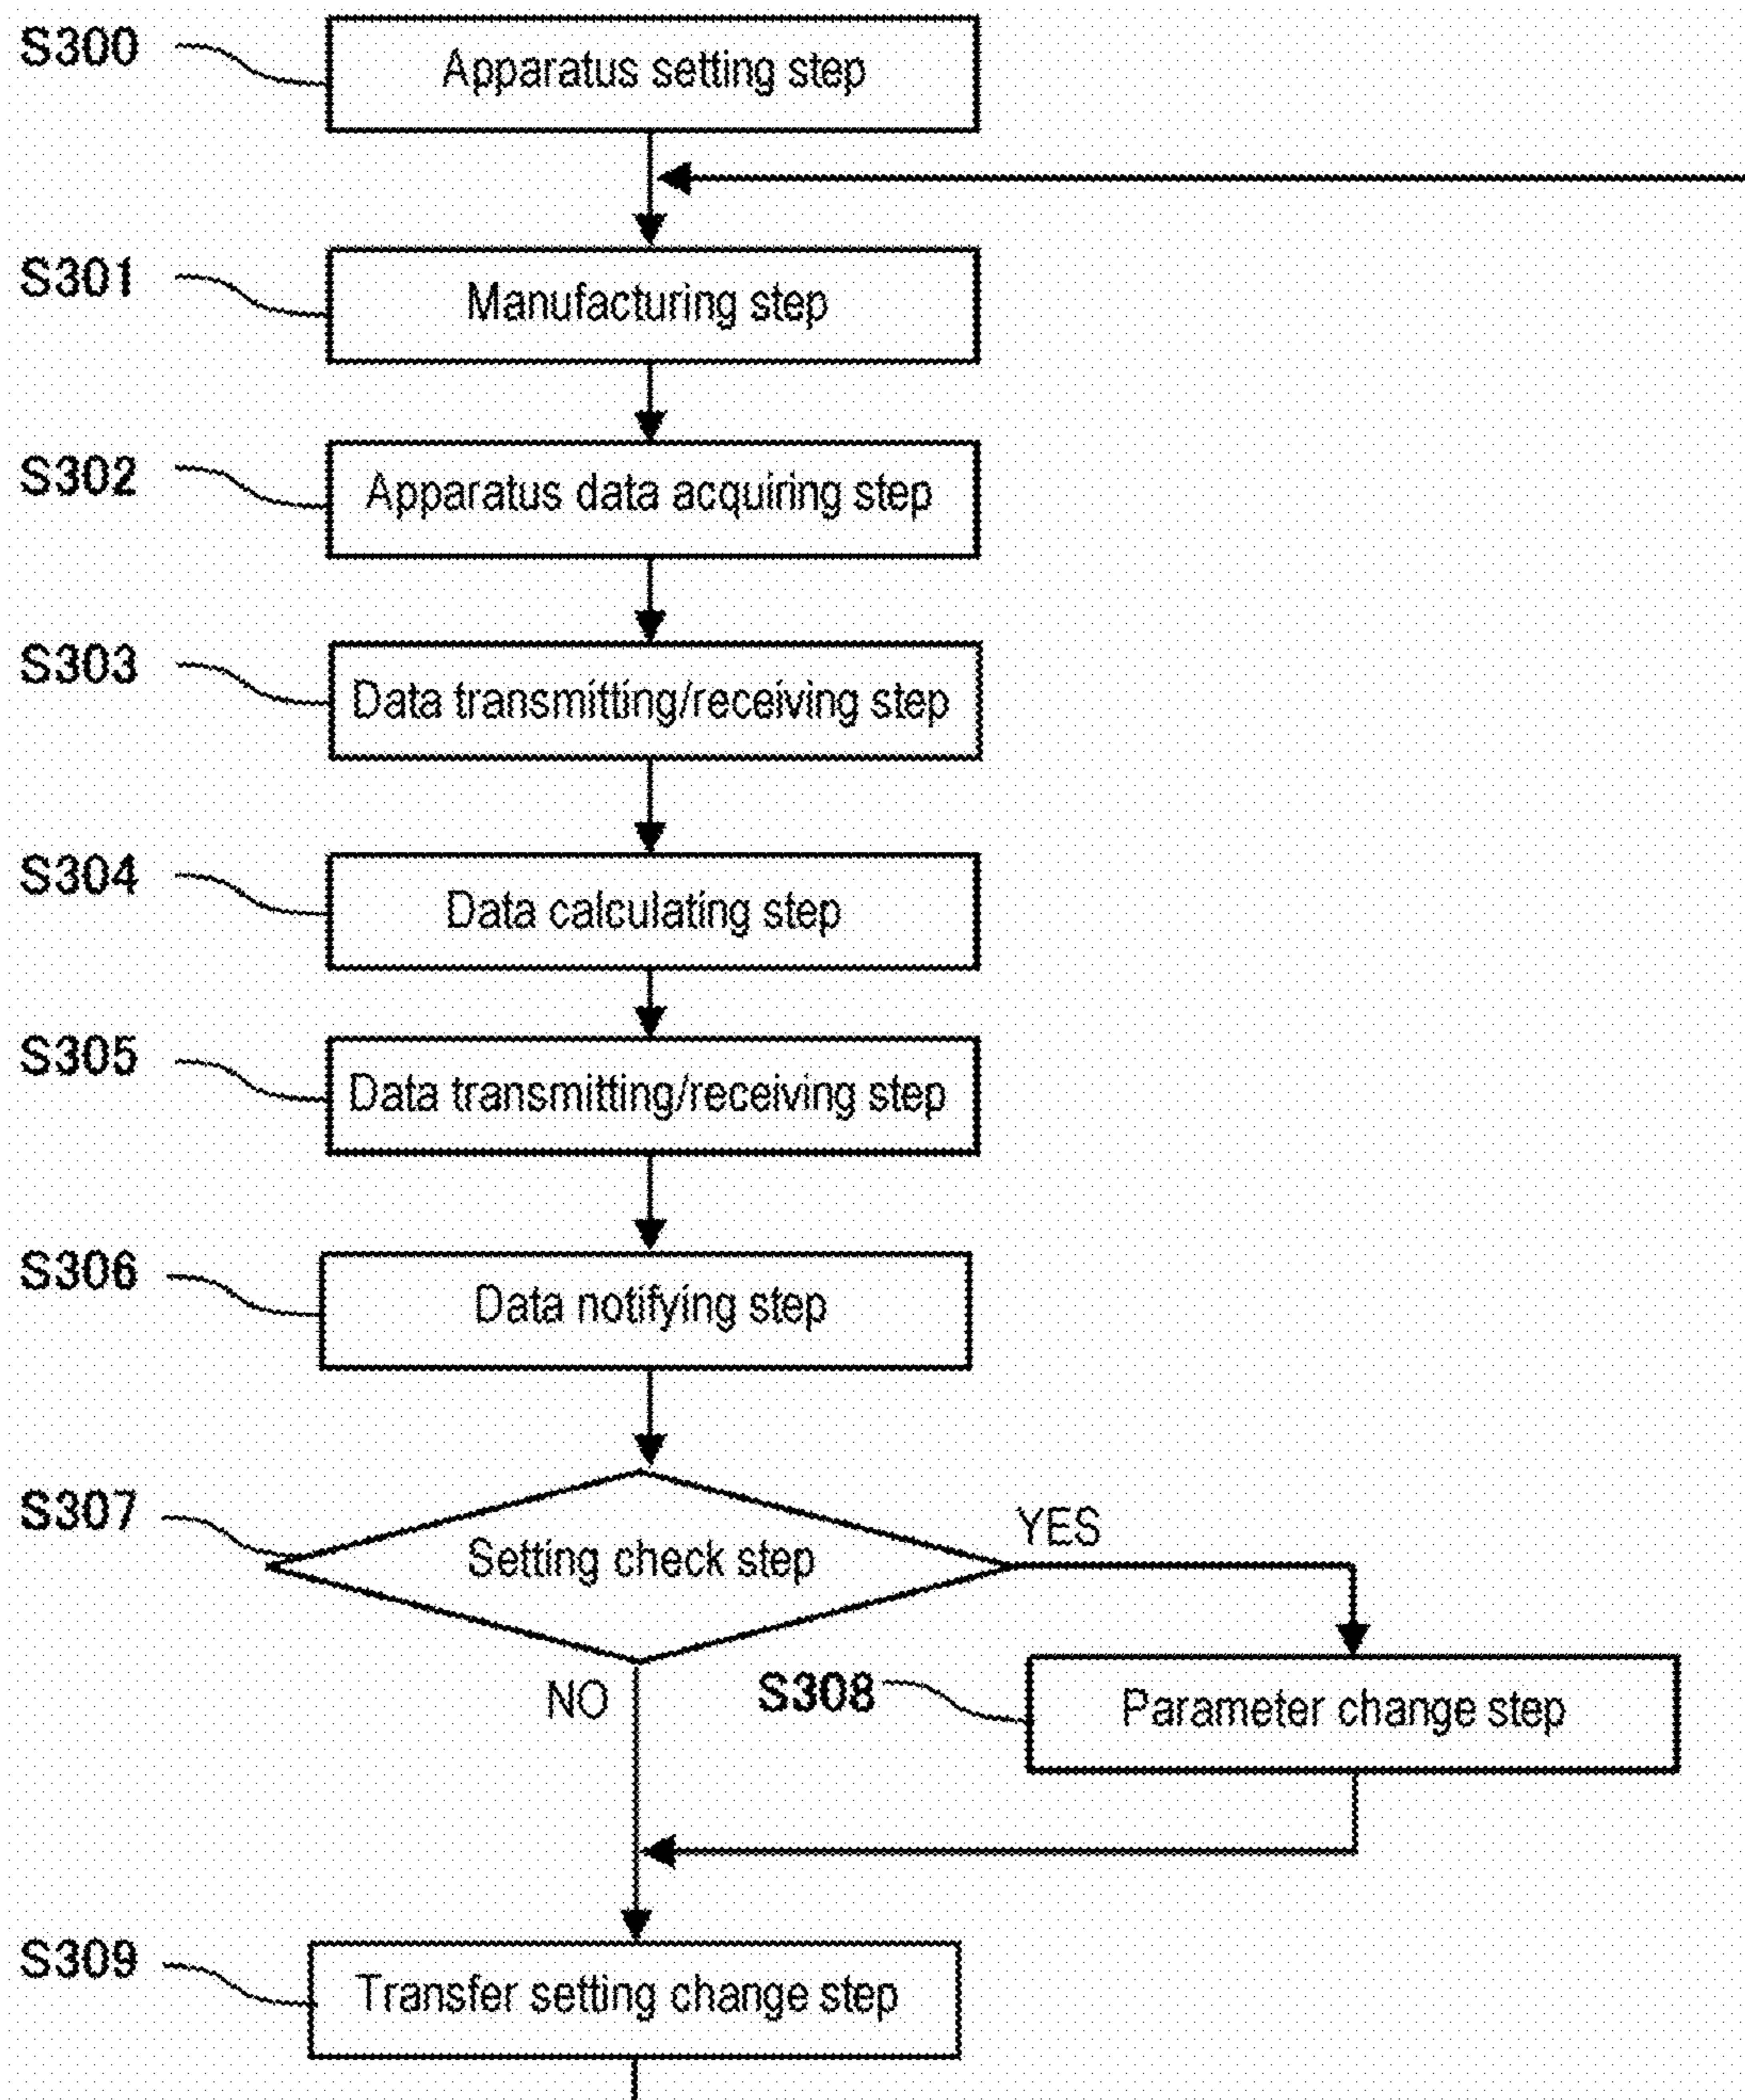 S300
Apparatus setting step
S301
Manufacturing step
S302
Apparatus data acquiring step
S303
Data transmitting/receiving step
S304
Data calculating step
S305
Data transmitting/receiving step
S306
Data notifying step
S307
Setting check step
YES
NO
S308
Parameter change step
S309
Transfer setting change step